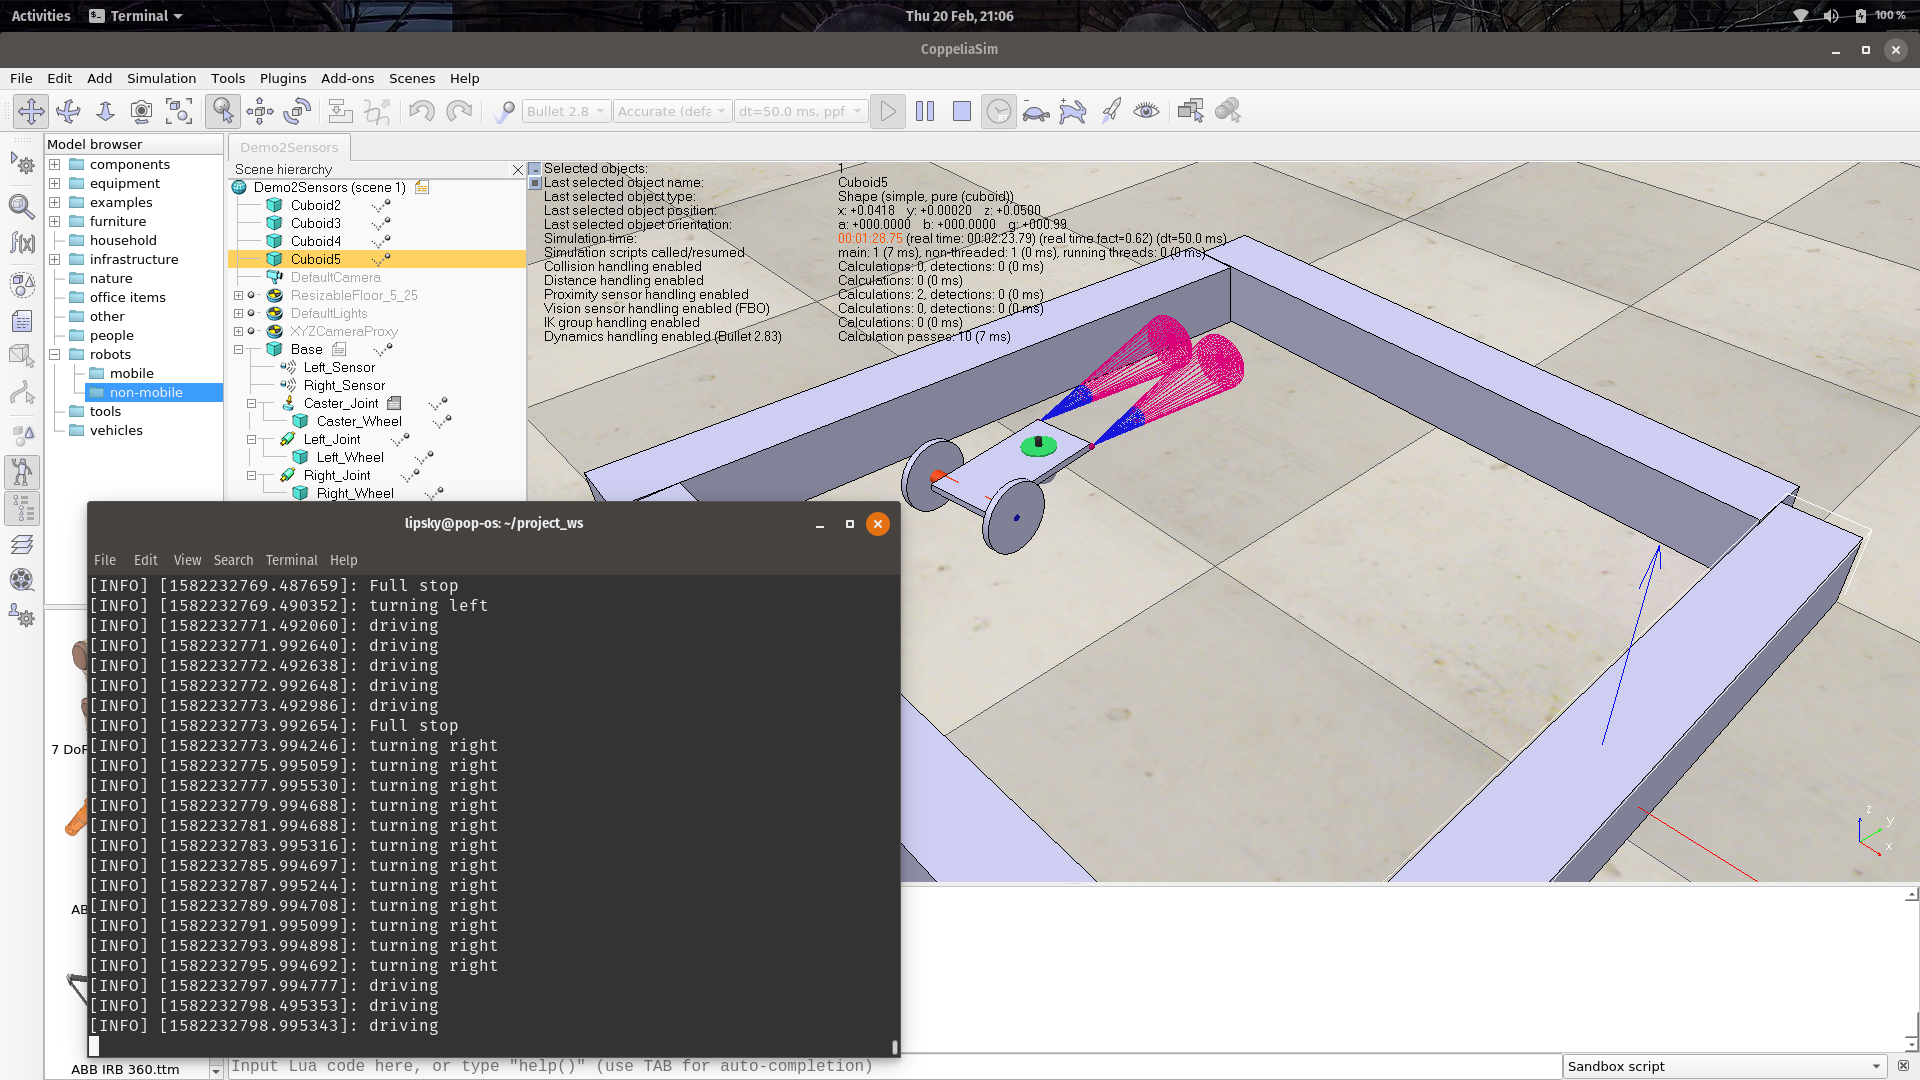 Activities Terminal Thu 20 Feb, 21:06 100 %
CoppeliaSim
File Edit Add Simulation Tools Plugins Add-ons Scenes Help
Bullet 2.8 Accurate (defa dt=50.0 ms, ppf
Model browser
components
equipment
examples
furniture
household
infrastructure
nature
office items
other
people
robots
mobile
non-mobile
tools
vehicles
7 DoF
AB
ABB IRB 360.ttm
Demo2Sensors
Scene hierarchy
Demo2Sensors (scene 1)
Cuboid2
Cuboid3
Cuboid4
Cuboid5
DefaultCamera
ResizableFloor_5_25
DefaultLights
XYZCameraProxy
Base
Left_Sensor
Right_Sensor
Caster_Joint
Caster_Wheel
Left_Joint
Left_Wheel
Right_Joint
Right_Wheel
Selected objects: 1
Last selected object name: Cuboid5
Last selected object type: Shape (simple, pure (cuboid))
Last selected object position: x: +0.0418 y: +0.00020 z: +0.0500
Last selected object orientation: a: +000.0000 b: +000.0000 g: +000.99
Simulation time: 00:01:28.75 (real time: 00:02:23.79) (real time fact=0.62) (dt=50.0 ms)
Simulation scripts called/resumed main: 1 (7 ms), non-threaded: 1 (0 ms), running threads: 0 (0 ms)
Collision handling enabled Calculations: 0, detections: 0 (0 ms)
Distance handling enabled Calculations: 0 (0 ms)
Proximity sensor handling enabled Calculations: 2, detections: 0 (0 ms)
Vision sensor handling enabled (FBO) Calculations: 0, detections: 0 (0 ms)
IK group handling enabled Calculations: 0 (0 ms)
Dynamics handling enabled (Bullet 2.83) Calculation passes: 10 (7 ms)
z
y
x
lipsky@pop-os: ~/project_ws
File Edit View Search Terminal Help
[INFO] [1582232769.487659]: Full stop
[INFO] [1582232769.490352]: turning left
[INFO] [1582232771.492060]: driving
[INFO] [1582232771.992640]: driving
[INFO] [1582232772.492638]: driving
[INFO] [1582232772.992648]: driving
[INFO] [1582232773.492986]: driving
[INFO] [1582232773.992654]: Full stop
[INFO] [1582232773.994246]: turning right
[INFO] [1582232775.995059]: turning right
[INFO] [1582232777.995530]: turning right
[INFO] [1582232779.994688]: turning right
[INFO] [1582232781.994688]: turning right
[INFO] [1582232783.995316]: turning right
[INFO] [1582232785.994697]: turning right
[INFO] [1582232787.995244]: turning right
[INFO] [1582232789.994708]: turning right
[INFO] [1582232791.995099]: turning right
[INFO] [1582232793.994898]: turning right
[INFO] [1582232795.994692]: turning right
[INFO] [1582232797.994777]: driving
[INFO] [1582232798.495353]: driving
[INFO] [1582232798.995343]: driving
Input Lua code here, or type "help()" (use TAB for auto-completion) Sandbox script